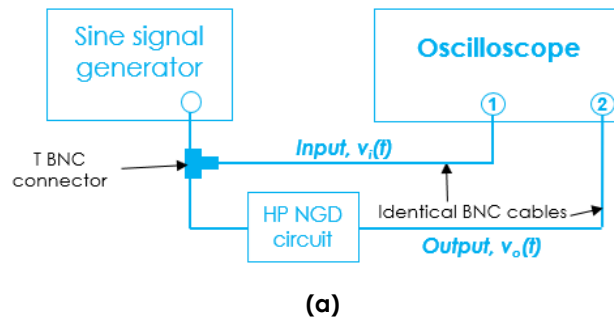 Sine signal
generator
Oscilloscope
1
2
T BNC
connector
Input, vi(t)
HP NGD
circuit
Identical BNC cables
Output, vo(t)
(a)